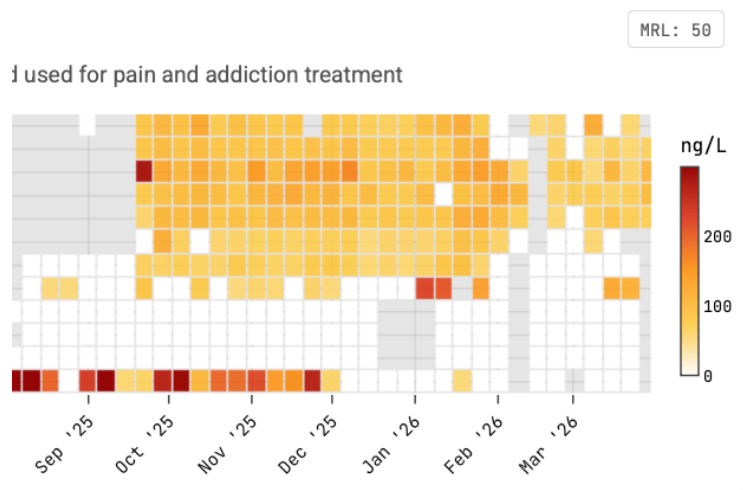 MRL: 50
used for pain and addiction treatment
ng/L
200
100
0
Sep '25
Oct '25
Nov '25
Dec '25
Jan '26
Feb '26
Mar '26